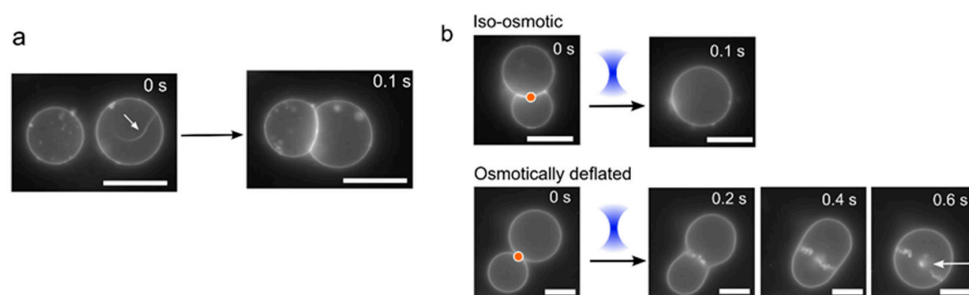 a
0 s
0.1 s
b
Iso-osmotic
0 s
0.1 s
Osmotically deflated
0 s
0.2 s
0.4 s
0.6 s